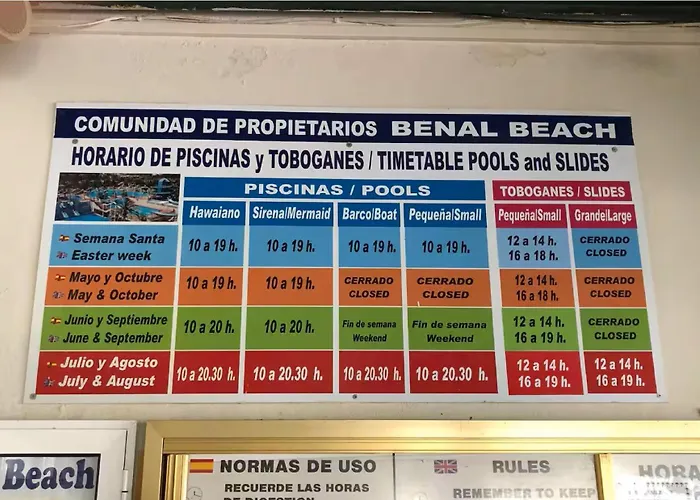 COMUNIDAD DE PROPIETARIOS BENAL BEACH
HORARIO DE PISCINAS y TOBOGANES / TIMETABLE POOLS and SLIDES
PISCINAS / POOLS TOBOGANES / SLIDES
Hawaiano Sirena/Mermaid Barco/Boat Pequeña/Small Pequeña/Small Grande/Large
Semana Santa
Easter week
10 a 19 h. 10 a 19 h. 10 a 19 h. 10 a 19 h.
12 a 14 h.
16 a 18 h.
CERRADO
CLOSED
Mayo y Octubre
May & October
10 a 19 h. 10 a 19 h.
CERRADO
CLOSED
CERRADO
CLOSED
12 a 14 h.
16 a 18 h.
CERRADO
CLOSED
Junio y Septiembre
June & September
10 a 20 h. 10 a 20 h.
Fin de semana
Weekend
Fin de semana
Weekend
12 a 14 h.
16 a 19 h.
CERRADO
CLOSED
Julio y Agosto
July & August
10 a 20.30 h. 10 a 20.30 h. 10 a 20.30 h. 10 a 20.30 h.
12 a 14 h.
16 a 19 h.
12 a 14 h.
16 a 19 h.
Beach
NORMAS DE USO
RECUERDE LAS HORAS
DE DIGESTION
RULES
REMEMBER TO KEEP
HORA